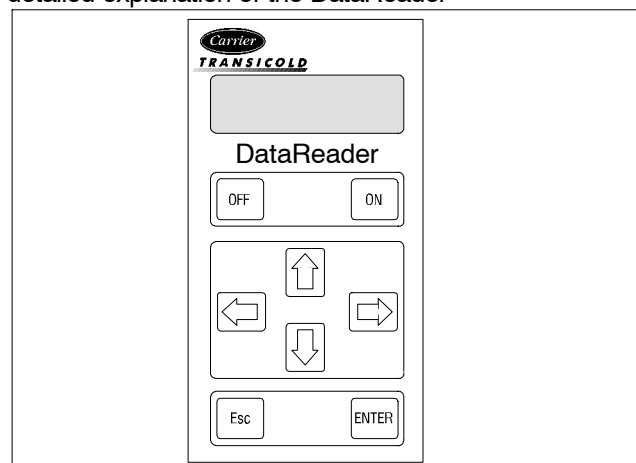 detailed explanation of the DataReader
Carrier
TRANSICOLD
DataReader
OFF ON
Esc ENTER